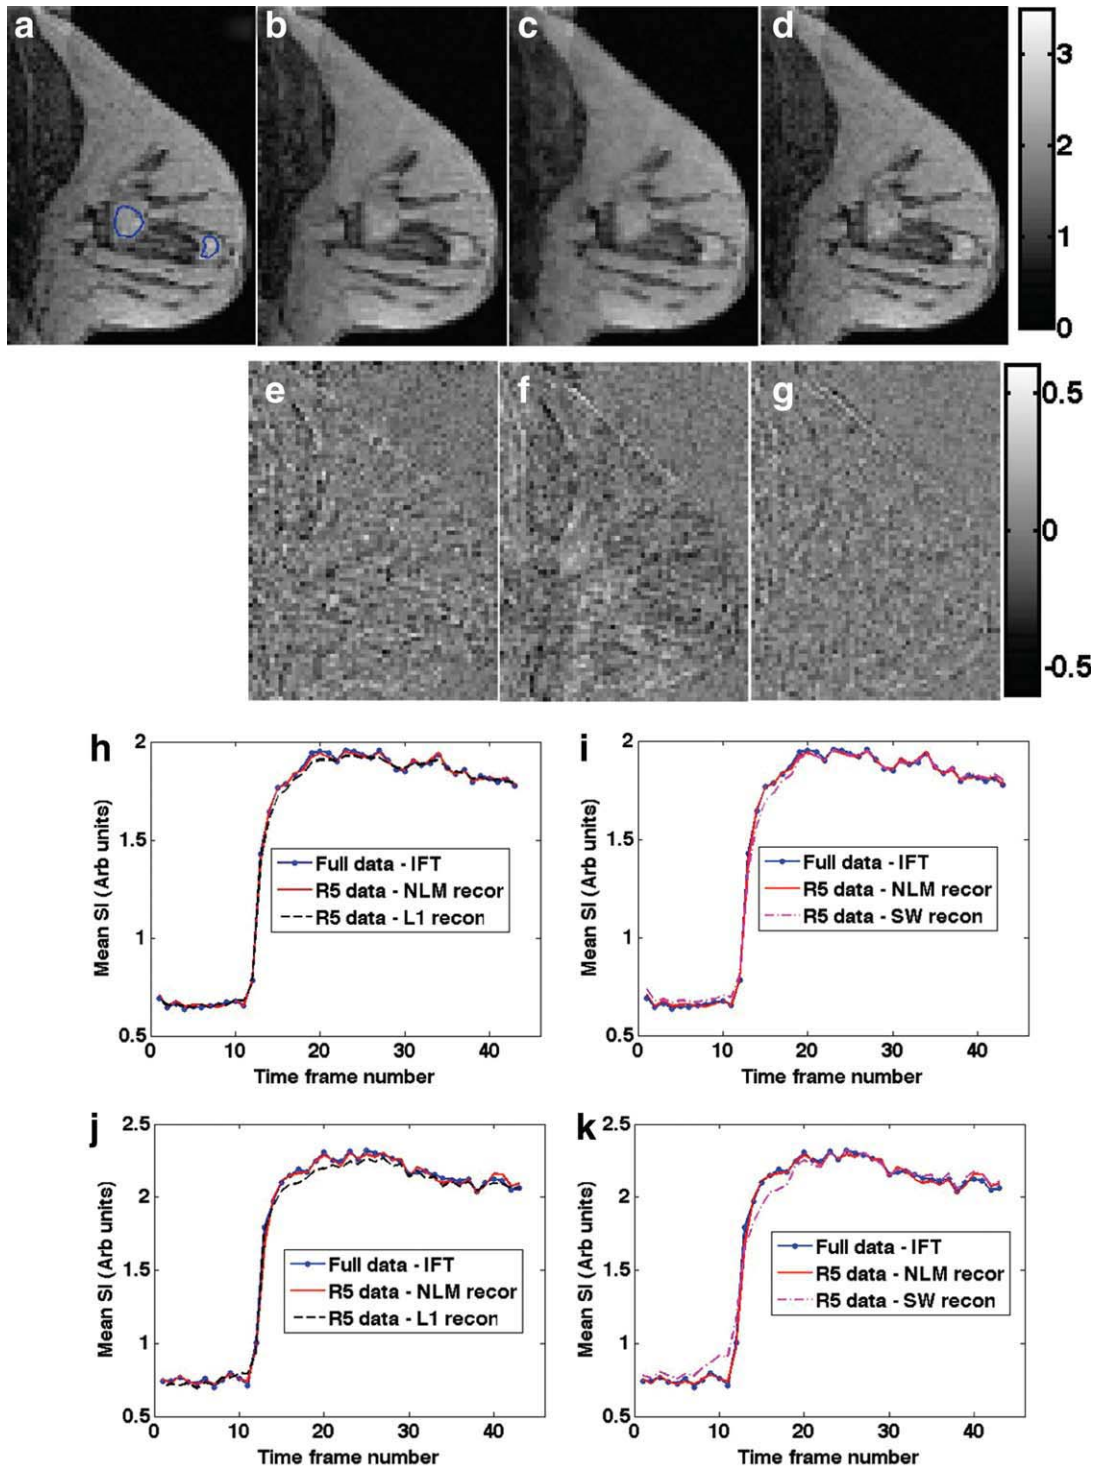 a b c d
3
2
1
0
e f g
0.5
0
-0.5
h
2
1.5
1
0.5
0 10 20 30 40
Mean SI (Arb units)
Time frame number
Full data - IFT
R5 data - NLM recor
R5 data - L1 recon
i
2
1.5
1
0.5
0 10 20 30 40
Mean SI (Arb units)
Time frame number
Full data - IFT
R5 data - NLM recor
R5 data - SW recon
j
2.5
2
1.5
1
0.5
0 10 20 30 40
Mean SI (Arb units)
Time frame number
Full data - IFT
R5 data - NLM recor
R5 data - L1 recon
k
2.5
2
1.5
1
0.5
0 10 20 30 40
Mean SI (Arb units)
Time frame number
Full data - IFT
R5 data - NLM recor
R5 data - SW recon